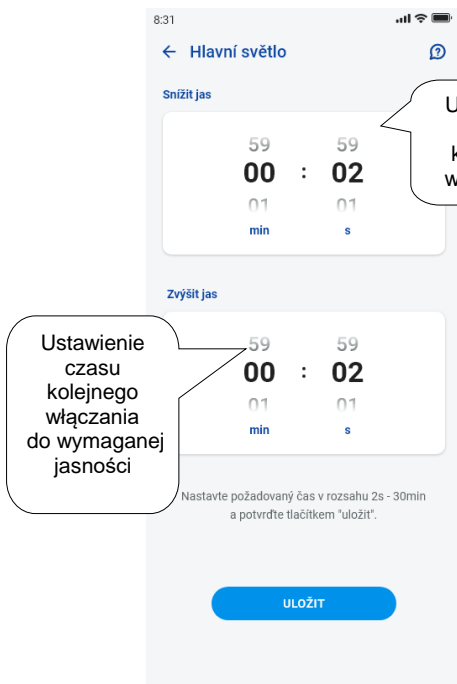 8:31
Hlavní světlo
Snížit jas
59 59
00 : 02
01 01
min s
Zvýšit jas
59 59
00 : 02
01 01
min s
Ustawienie
czasu
kolejnego
włączania
do wymaganej
jasności
Nastavte požadovaný čas v rozsahu 2s - 30min
a potvrďte tlačítkem "uložit".
ULOŽIT